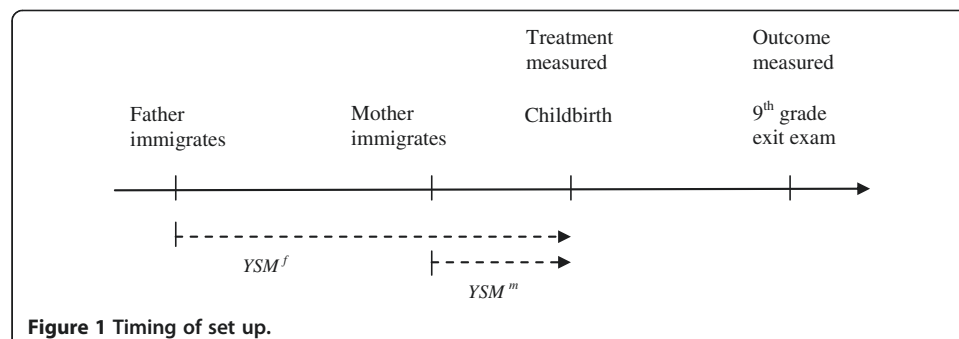 Treatment
measured
Outcome
measured
Father
immigrates
Mother
immigrates
Childbirth
9th grade
exit exam
YSM f
YSM m
Figure 1 Timing of set up.